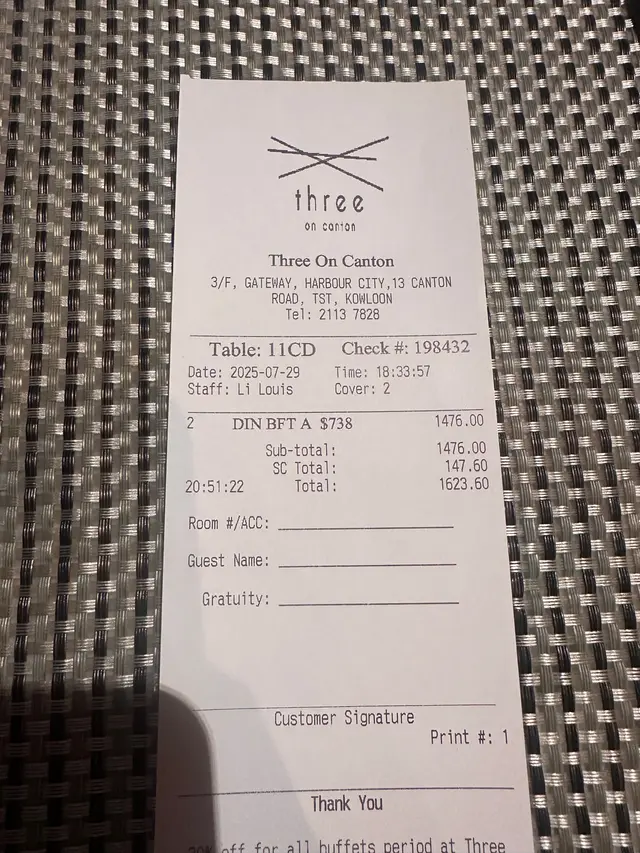 three
on canton
Three On Canton
3/F, GATEWAY, HARBOUR CITY,13 CANTON
ROAD, TST, KOWLOON
Tel: 2113 7828
Table: 11CD Check #: 198432
Date: 2025-07-29 Time: 18:33:57
Staff: Li Louis Cover: 2
2 DIN BFT A $738 1476.00
Sub-total: 1476.00
SC Total: 147.60
20:51:22 Total: 1623.60
Room #/ACC:
Guest Name:
Gratuity:
Customer Signature
Print #: 1
Thank You
off for all buffets period at Three